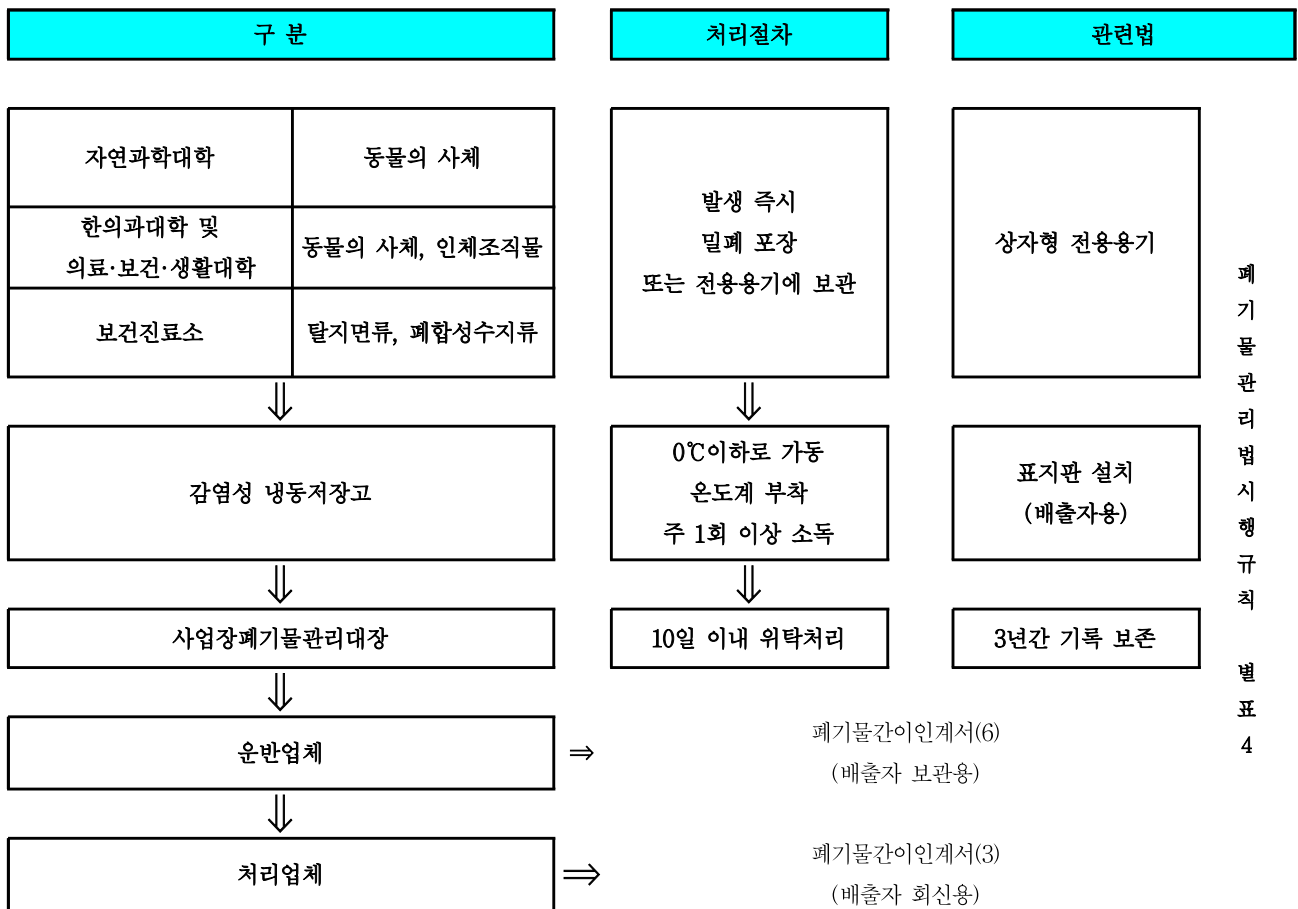 구 분
처리절차
관련법
자연과학대학
동물의 사체
한의과대학 및
의료·보건·생활대학
동물의 사체, 인체조직물
보건진료소
탈지면류, 폐합성수지류
발생 즉시
밀폐 포장
또는 전용용기에 보관
상자형 전용용기
⇓
⇓
감염성 냉동저장고
0℃이하로 가동
온도계 부착
주 1회 이상 소독
표지판 설치
(배출자용)
⇓
⇓
사업장폐기물관리대장
10일 이내 위탁처리
3년간 기록 보존
⇓
운반업체
⇒
폐기물간이인계서(6)
(배출자 보관용)
⇓
처리업체
⇒
폐기물간이인계서(3)
(배출자 회신용)
폐기물관리법시행규칙 별표 4